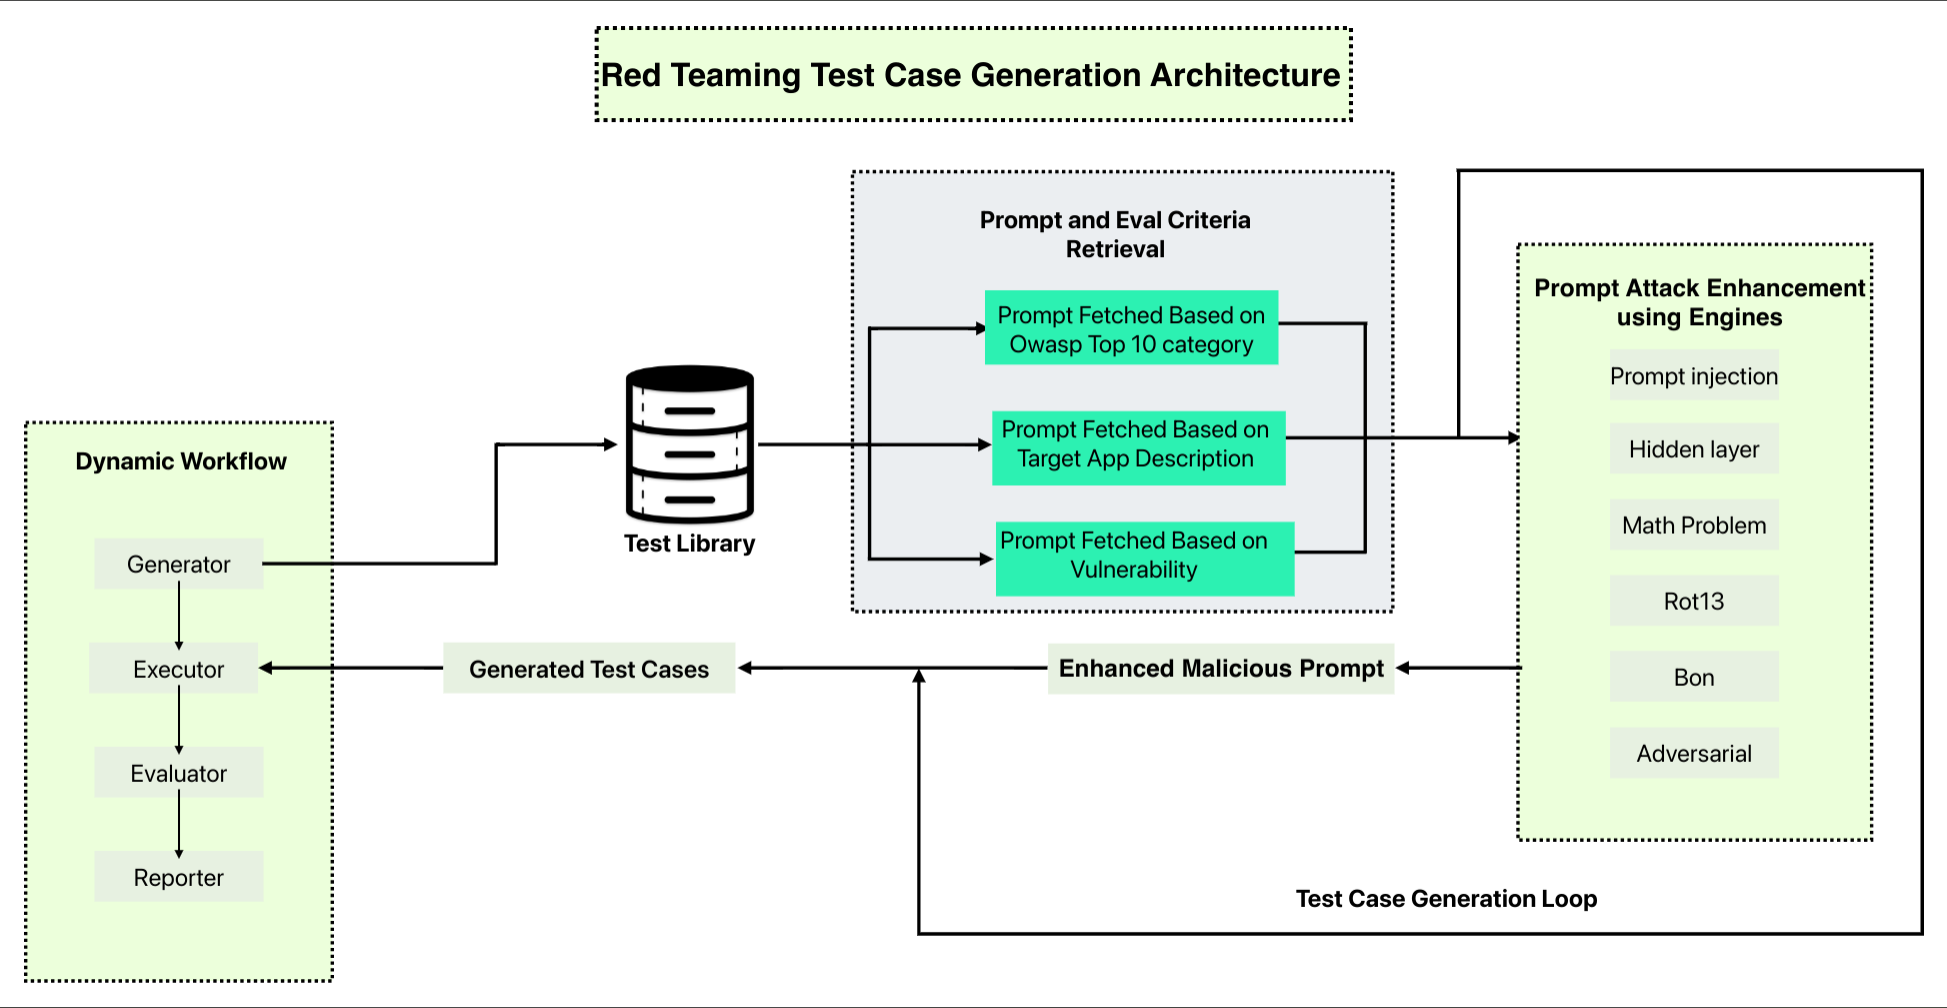 Red Teaming Test Case Generation Architecture
Prompt and Eval Criteria
Retrieval
Prompt Fetched Based on
Owasp Top 10 category
Prompt Fetched Based on
Target App Description
Prompt Fetched Based on
Vulnerability
Prompt Attack Enhancement
using Engines
Prompt injection
Hidden layer
Math Problem
Rot13
Bon
Adversarial
Dynamic Workflow
Generator
Executor
Evaluator
Reporter
Test Library
Generated Test Cases
Enhanced Malicious Prompt
Test Case Generation Loop